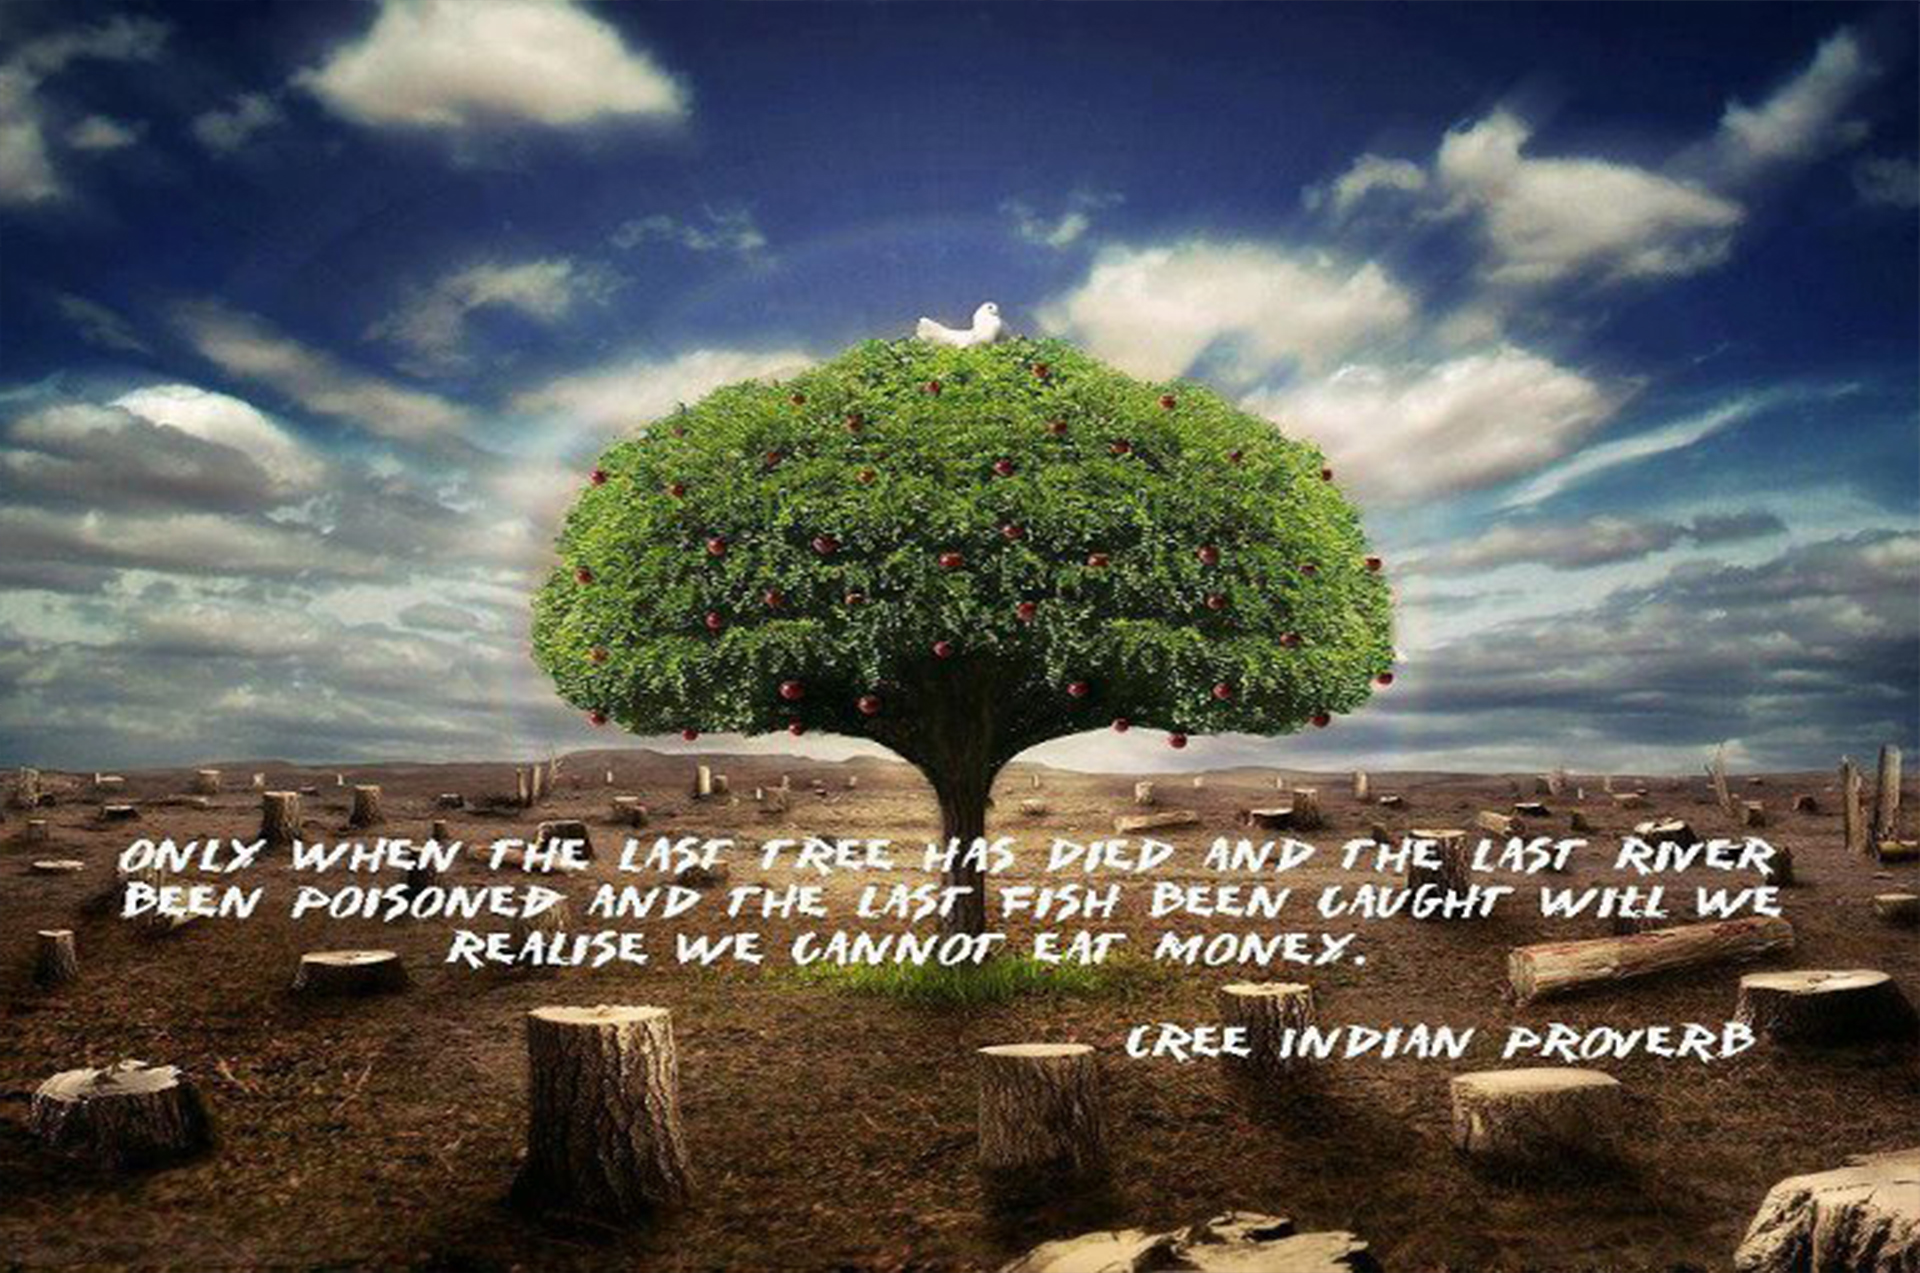 ONLY WHEN THE LAST TREE HAS DIED AND THE LAST RIVER
BEEN POISONED AND THE LAST FISH BEEN CAUGHT WILL WE
REALISE WE CANNOT EAT MONEY.
CREE INDIAN PROVERB